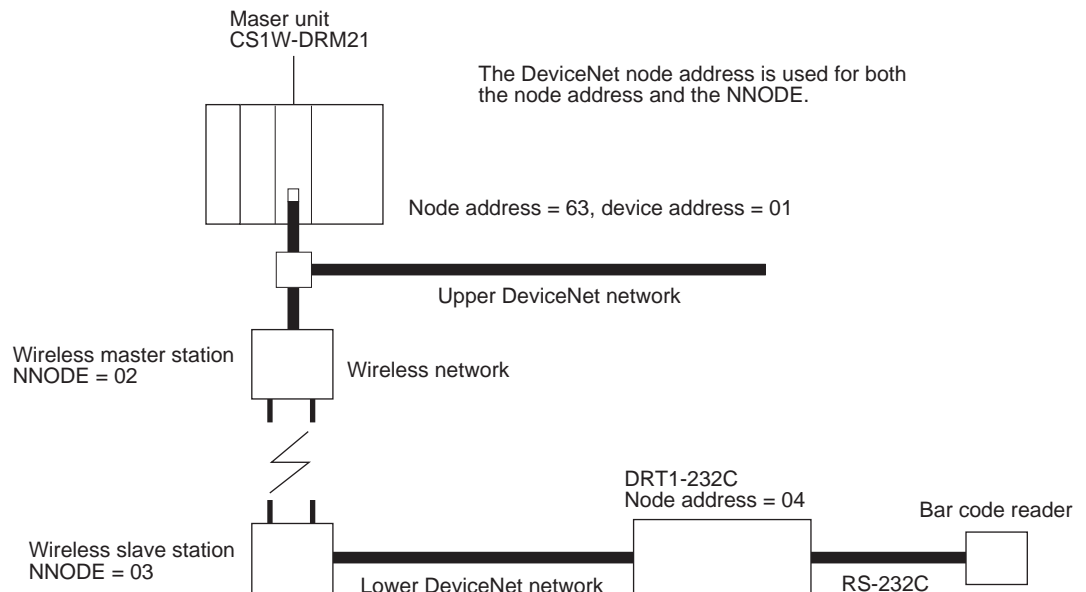 Maser unit
CS1W-DRM21
The DeviceNet node address is used for both
the node address and the NNODE.
Node address = 63, device address = 01
Upper DeviceNet network
Wireless master station
NNODE = 02
Wireless network
DRT1-232C
Node address = 04
Bar code reader
Wireless slave station
NNODE = 03
Lower DeviceNet network
RS-232C